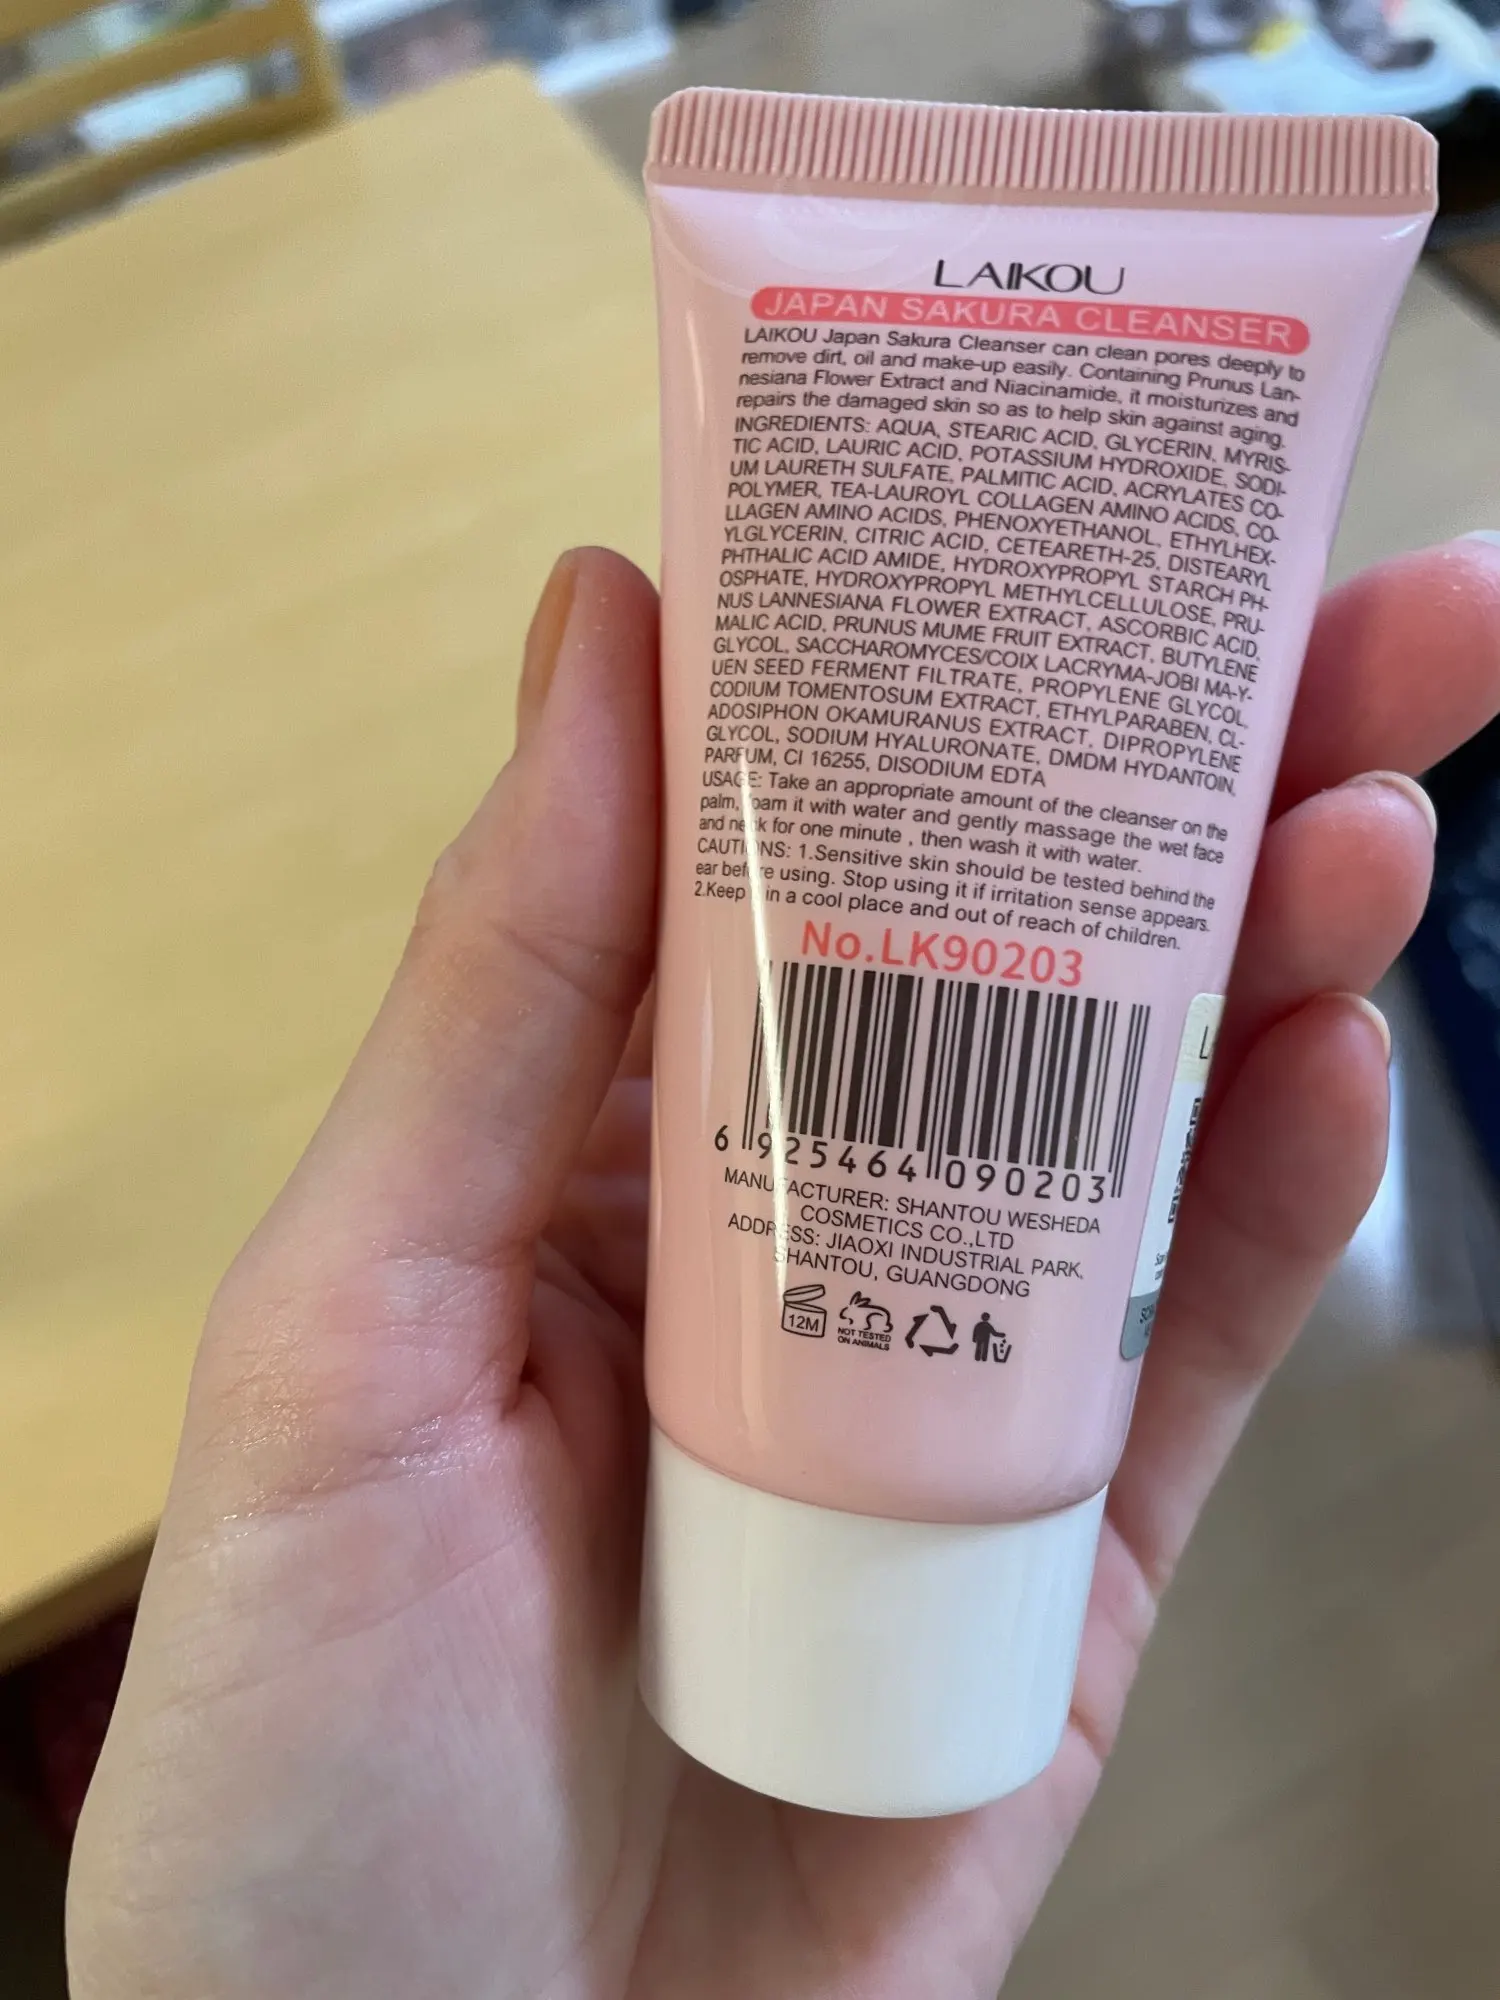 LAIKOU
JAPAN SAKURA CLEANSER
LAIKOU Japan Sakura Cleanser can clean pores deeply to
remove dirt, oil and make-up easily. Containing Prunus Lan-
nesiana Flower Extract and Niacinamide, it moisturizes and
repairs the damaged skin so as to help skin against aging.
INGREDIENTS: AQUA, STEARIC ACID, GLYCERIN, MYRIS-
TIC ACID, LAURIC ACID, POTASSIUM HYDROXIDE, SODI-
UM LAURETH SULFATE, PALMITIC ACID, ACRYLATES CO-
POLYMER, TEA-LAUROYL COLLAGEN AMINO ACIDS, CO-
LLAGEN AMINO ACIDS, PHENOXYETHANOL, ETHYLHEX-
YLGLYCERIN, CITRIC ACID, CETEARETH-25, DISTEARYL
PHTHALIC ACID AMIDE, HYDROXYPROPYL STARCH PH-
OSPHATE, HYDROXYPROPYL METHYLCELLULOSE, PRU-
NUS LANNESIANA FLOWER EXTRACT, ASCORBIC ACID,
MALIC ACID, PRUNUS MUME FRUIT EXTRACT, BUTYLENE
GLYCOL, SACCHAROMYCES/COIX LACRYMA-JOBI MA-Y-
UEN SEED FERMENT FILTRATE, PROPYLENE GLYCOL,
CODIUM TOMENTOSUM EXTRACT, ETHYLPARABEN, CL-
ADOSIPHON OKAMURANUS EXTRACT, DIPROPYLENE
GLYCOL, SODIUM HYALURONATE, DMDM HYDANTOIN,
PARFUM, CI 16255, DISODIUM EDTA
USAGE: Take an appropriate amount of the cleanser on the
palm, foam it with water and gently massage the wet face
and neck for one minute , then wash it with water.
CAUTIONS: 1.Sensitive skin should be tested behind the
ear before using. Stop using it if irritation sense appears.
2.Keep in a cool place and out of reach of children.
No.LK90203
6 925464 090203
MANUFACTURER: SHANTOU WESHEDA
COSMETICS CO.,LTD
ADDRESS: JIAOXI INDUSTRIAL PARK,
SHANTOU, GUANGDONG
12M
NOT TESTED
ON ANIMALS